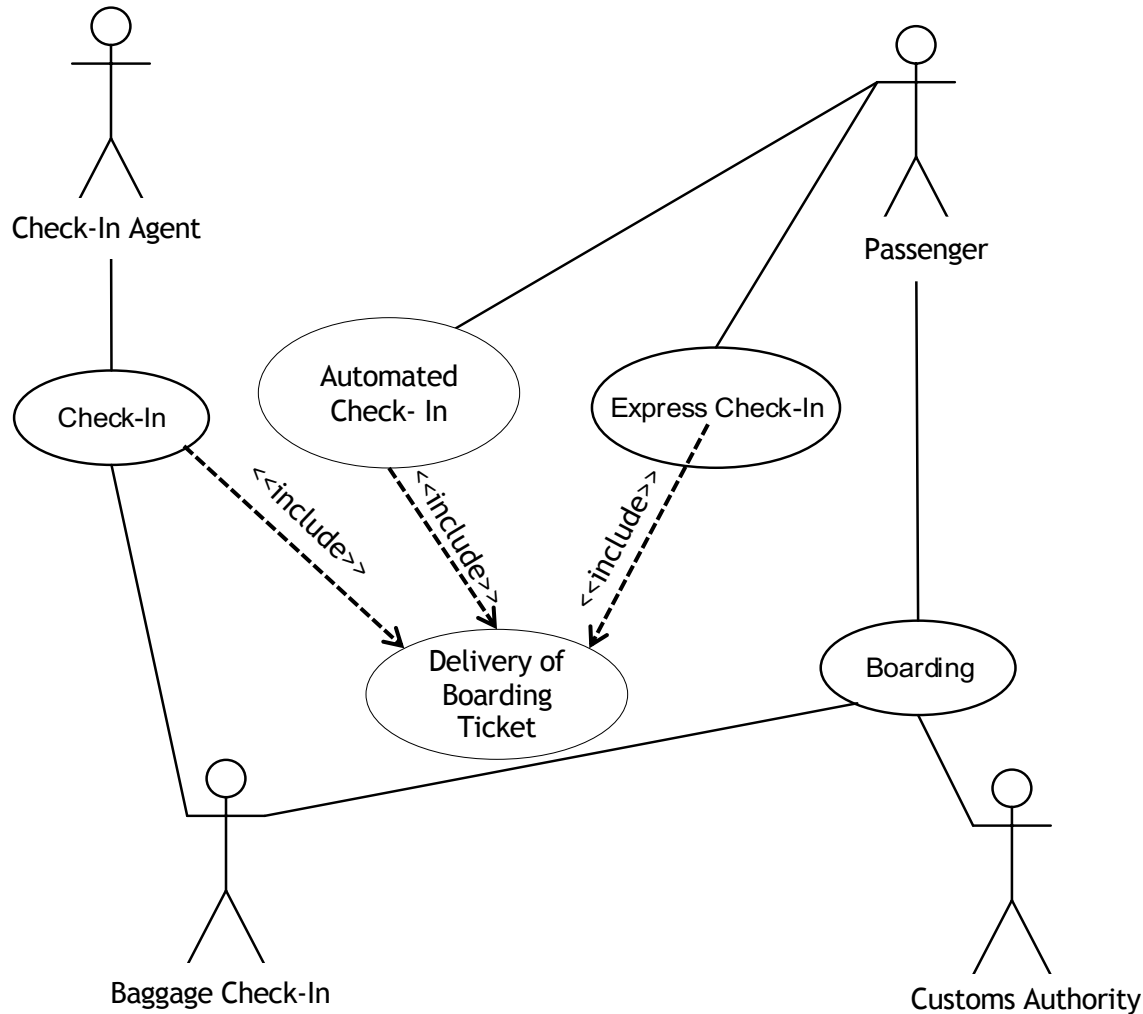 Check-In Agent
Passenger
Automated
Check- In
Check-In
Express Check-In
<<include>>
<<include>>
<<include>>
Delivery of
Boarding
Ticket
Boarding
Baggage Check-In
Customs Authority